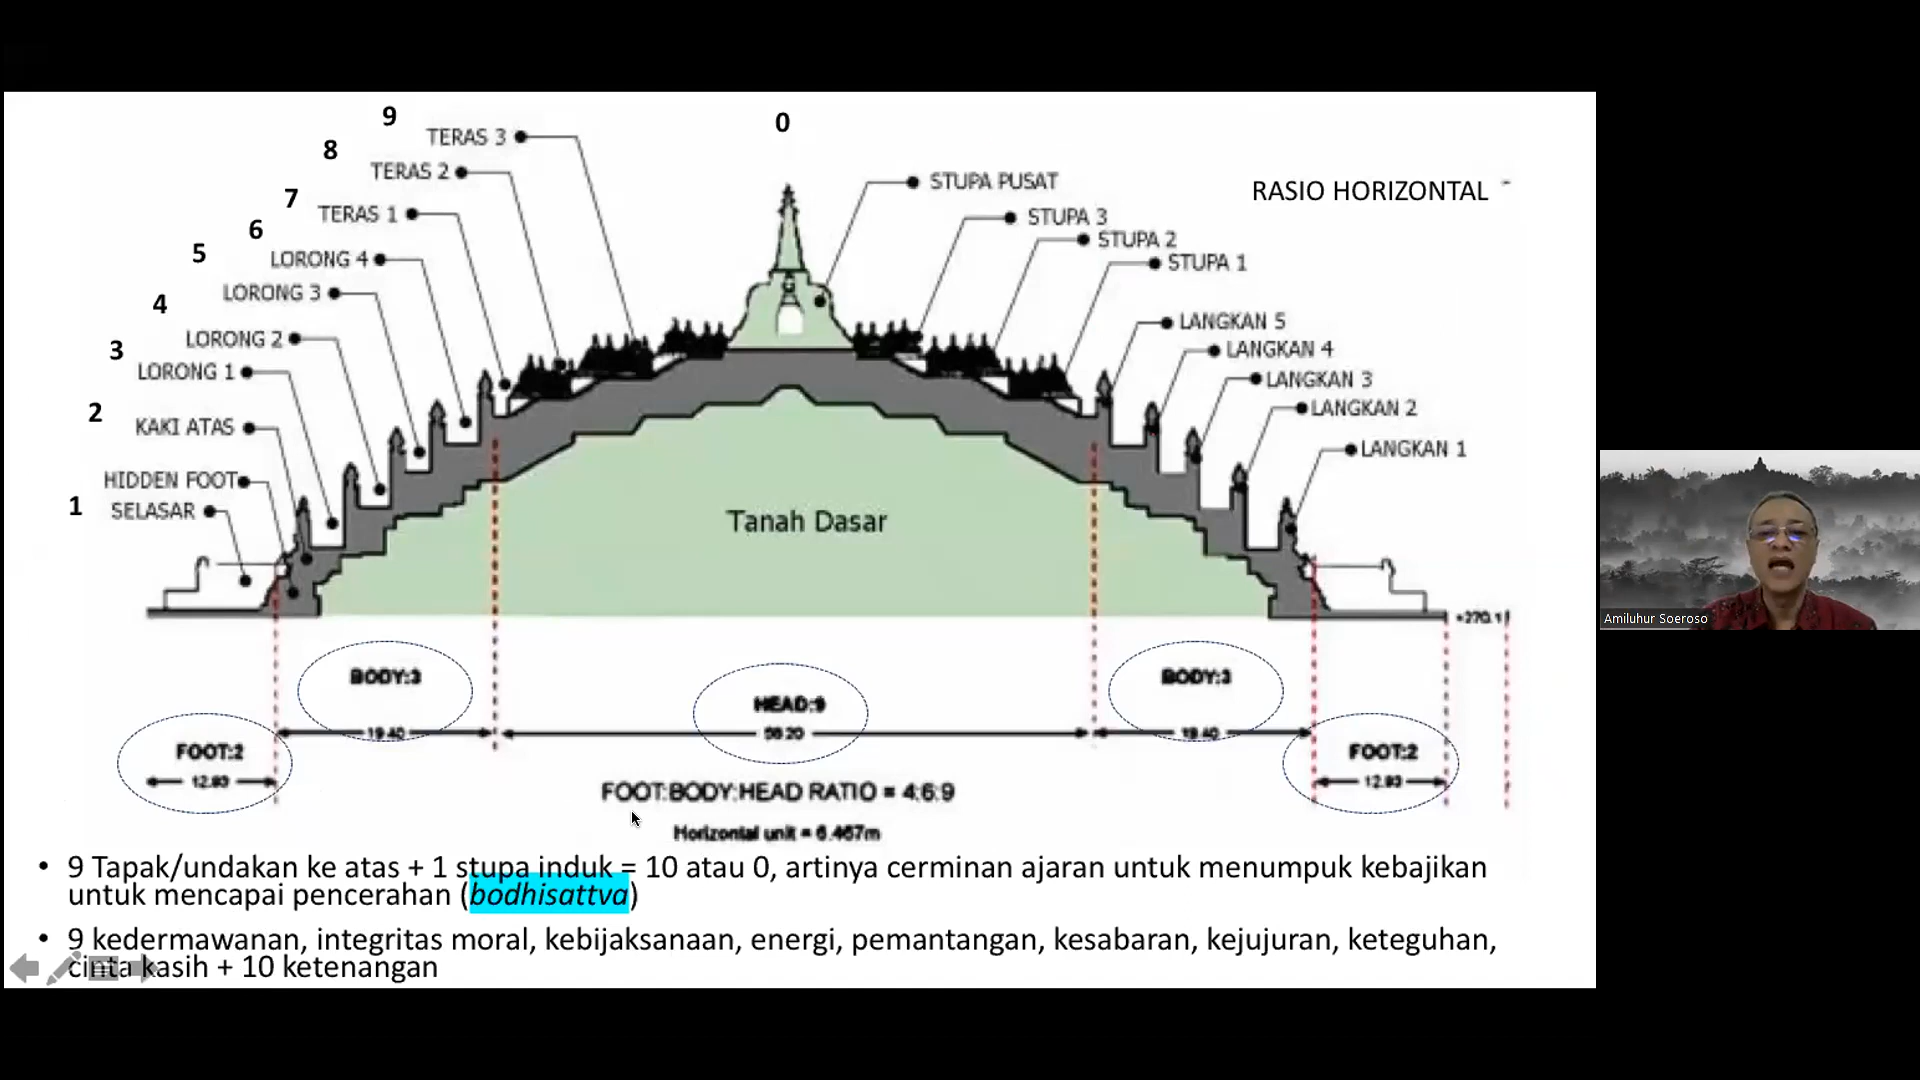 9
TERAS 3
0
8
TERAS 2
STUPA PUSAT
RASIO HORIZONTAL
7
TERAS 1
STUPA 3
6
STUPA 2
5
LORONG 4
STUPA 1
LORONG 3
4
LANGKAN 5
LORONG 2
LANGKAN 4
3
LORONG 1
LANGKAN 3
2
KAKI ATAS
LANGKAN 2
LANGKAN 1
HIDDEN FOOT
1
SELASAR
Tanah Dasar
+270.1
BODY:3
HEAD:9
BODY:3
19.40
58.20
19.40
FOOT:2
FOOT:2
12.93
12.93
FOOT:BODY:HEAD RATIO = 4:6:9
Horizontal unit = 6.467m
• 9 Tapak/undakan ke atas + 1 stupa induk = 10 atau 0, artinya cerminan ajaran untuk menumpuk kebajikan
untuk mencapai pencerahan (bodhisattva)
• 9 kedermawanan, integritas moral, kebijaksanaan, energi, pemantangan, kesabaran, kejujuran, keteguhan,
cinta kasih + 10 ketenangan
Amiluhur Soeroso